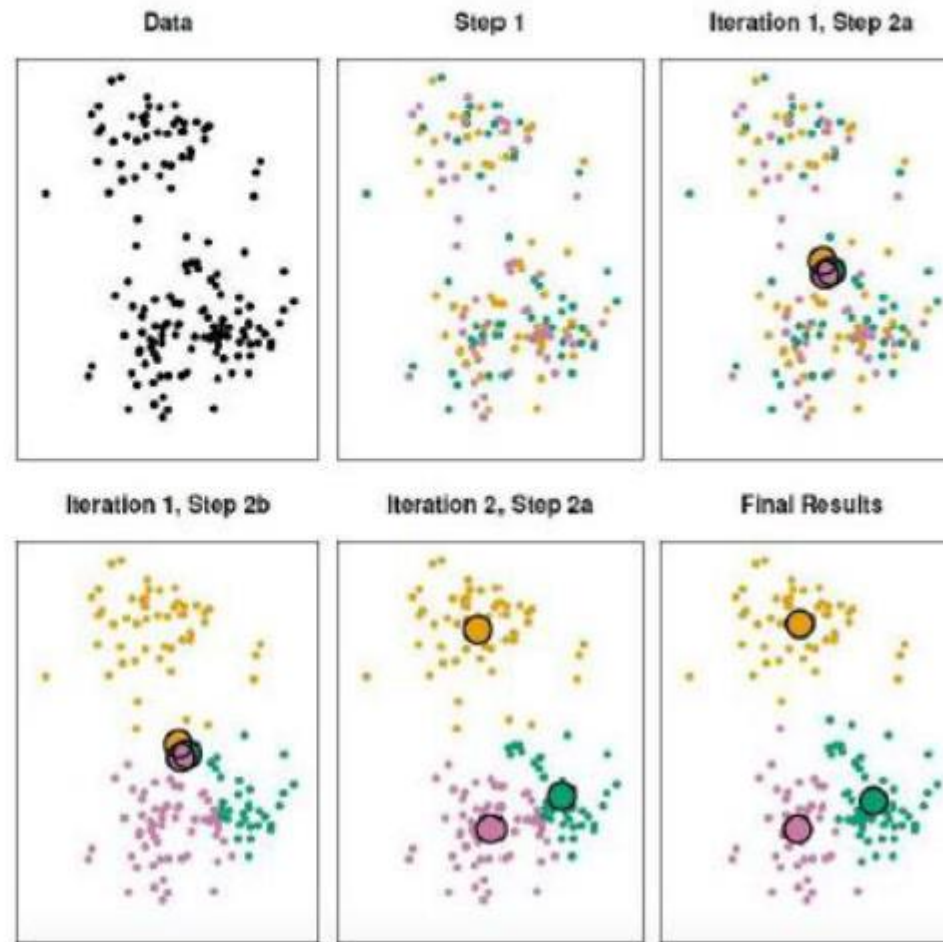 Data
Step 1
Iteration 1, Step 2a
Iteration 1, Step 2b
Iteration 2, Step 2a
Final Results